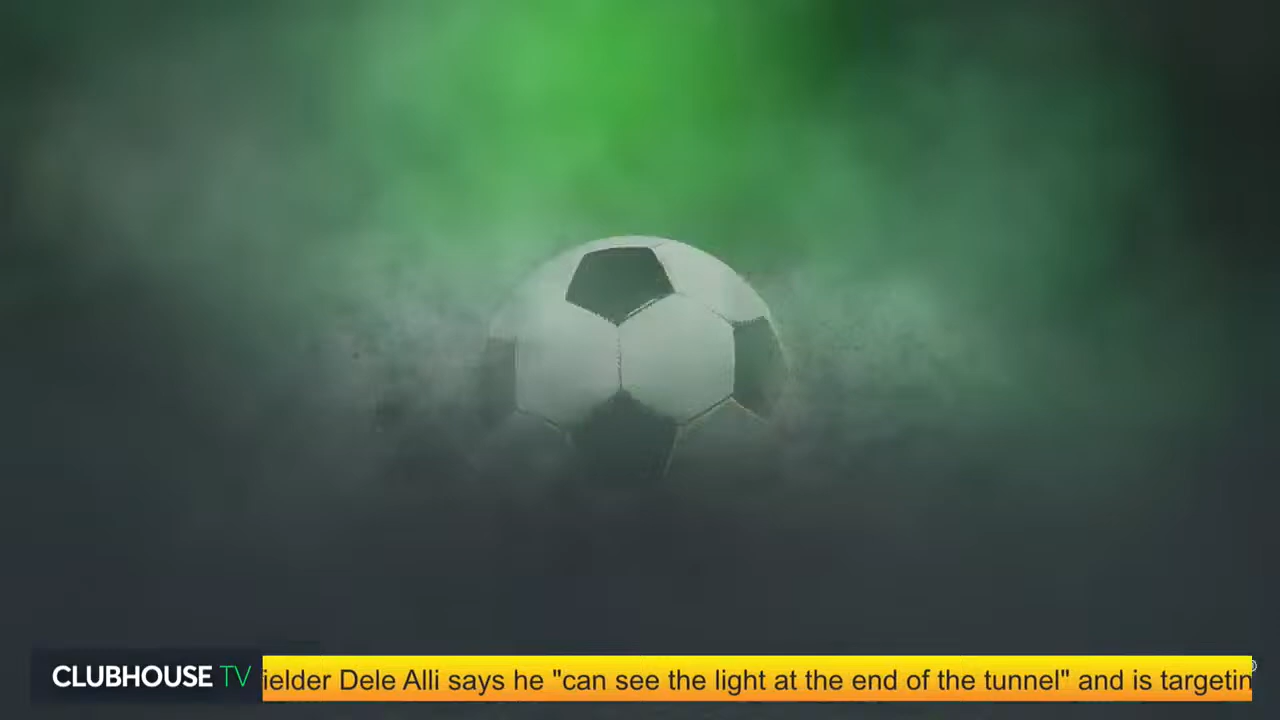 CLUBHOUSE TV
ielder Dele Alli says he "can see the light at the end of the tunnel" and is targetin